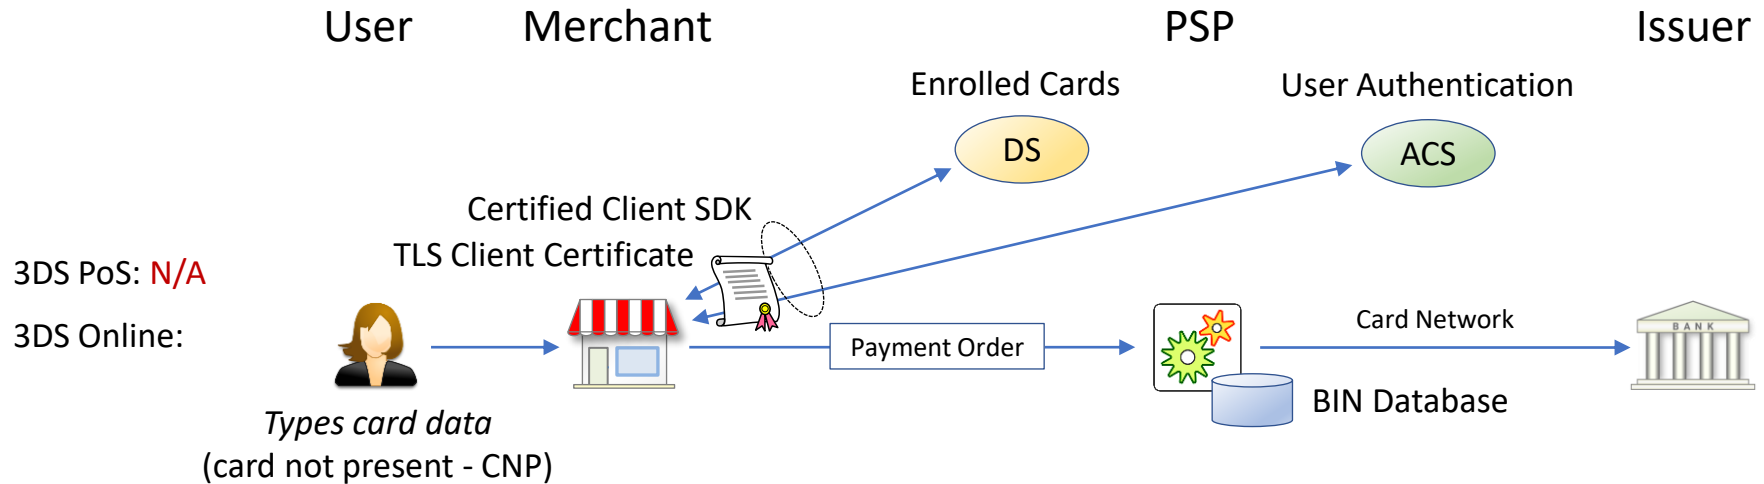 User
Merchant
PSP
Issuer
Enrolled Cards
User Authentication
DS
ACS
Certified Client SDK
TLS Client Certificate
3DS PoS: N/A
3DS Online:
Payment Order
Card Network
BANK
BIN Database
Types card data
(card not present - CNP)